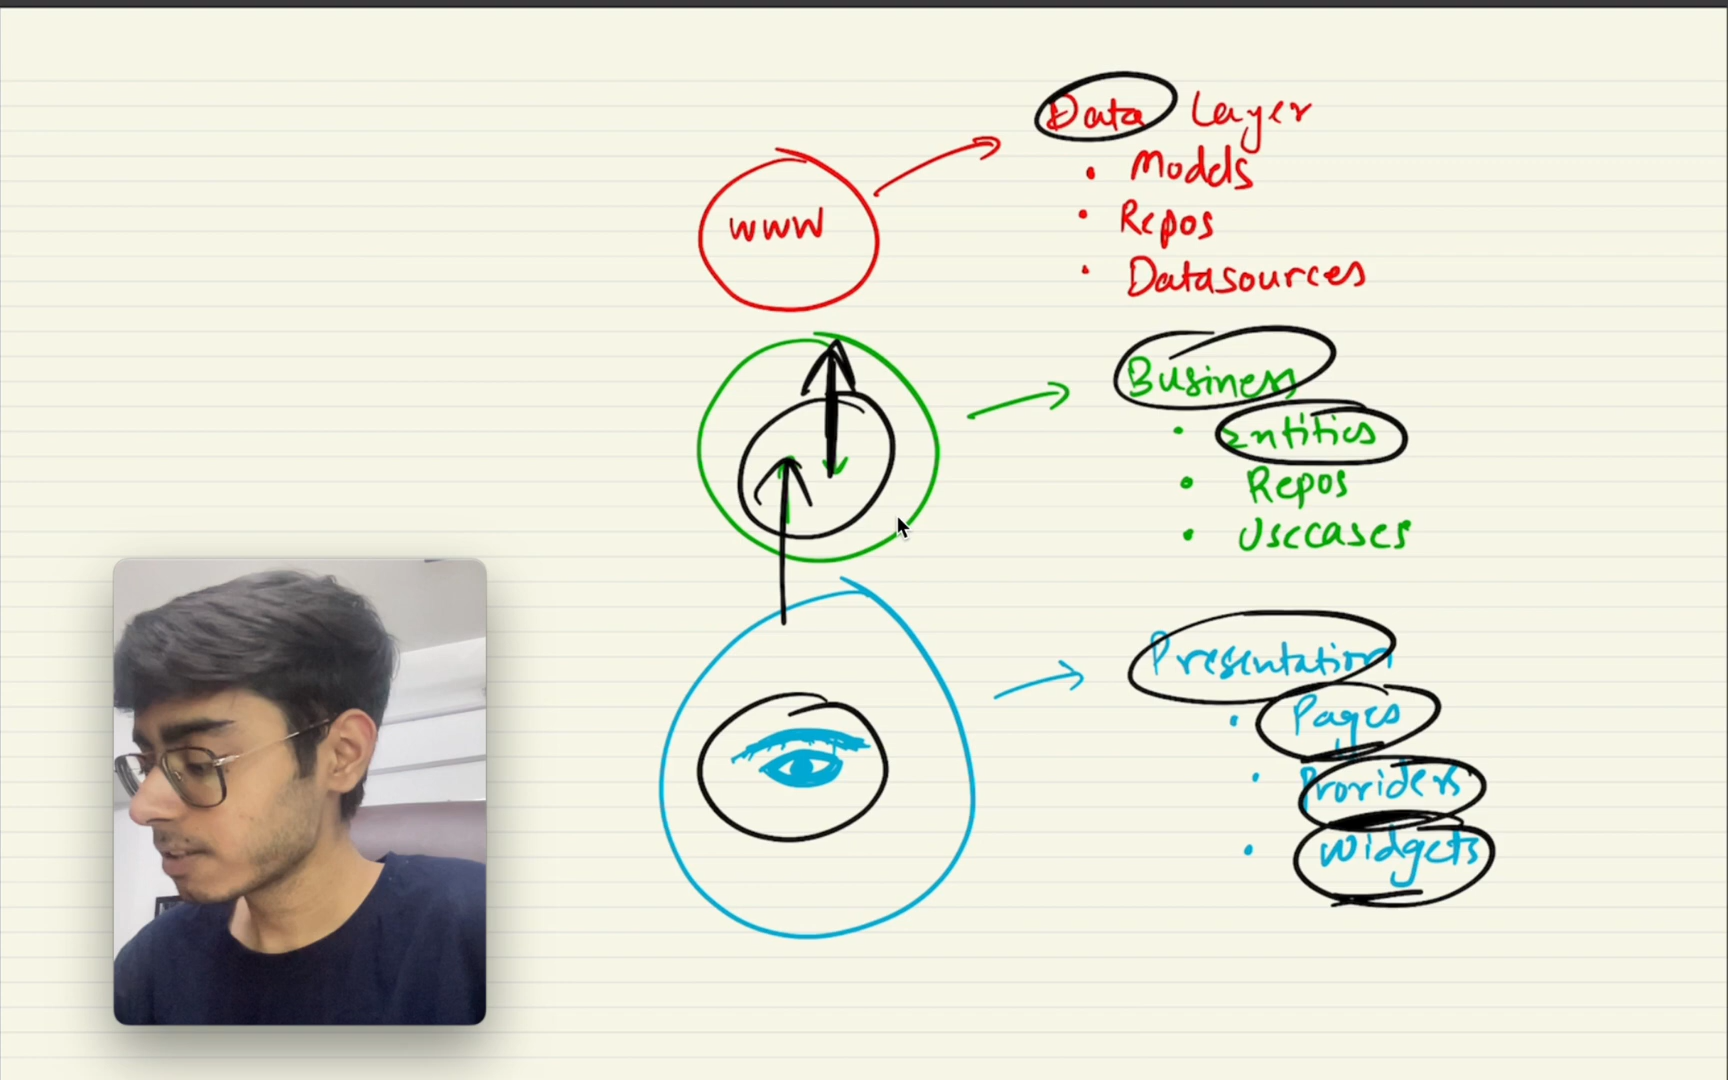 Data Layer
• Models
www
• Repos
• Datasources
Business
• Entities
• Repos
• Usecases
Presentation
• Pages
• Providers
• Widgets